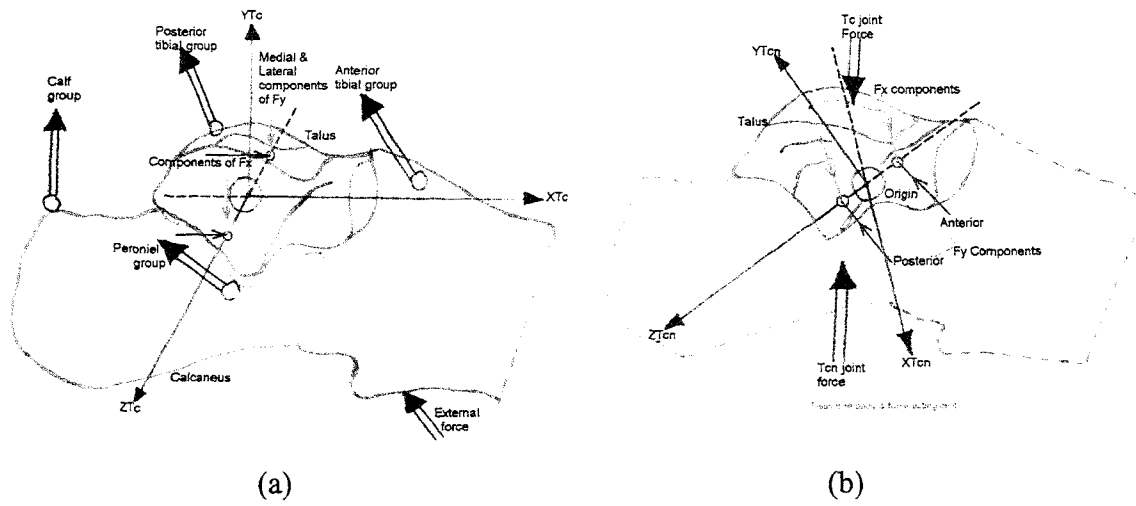 YTc
Posterior
tibial group
Medial &
Lateral
components
of Fy
Anterior
tibial group
Calf
group
Talus
Components of Fx
XTc
Peroniel
group
Calcaneus
ZTc
External
force
(a)
Tc joint
Force
YTcn
Fx components
Talus
Origin
Anterior
Posterior
Fy Components
ZTcn
Tcn joint
force
XTcn
(b)